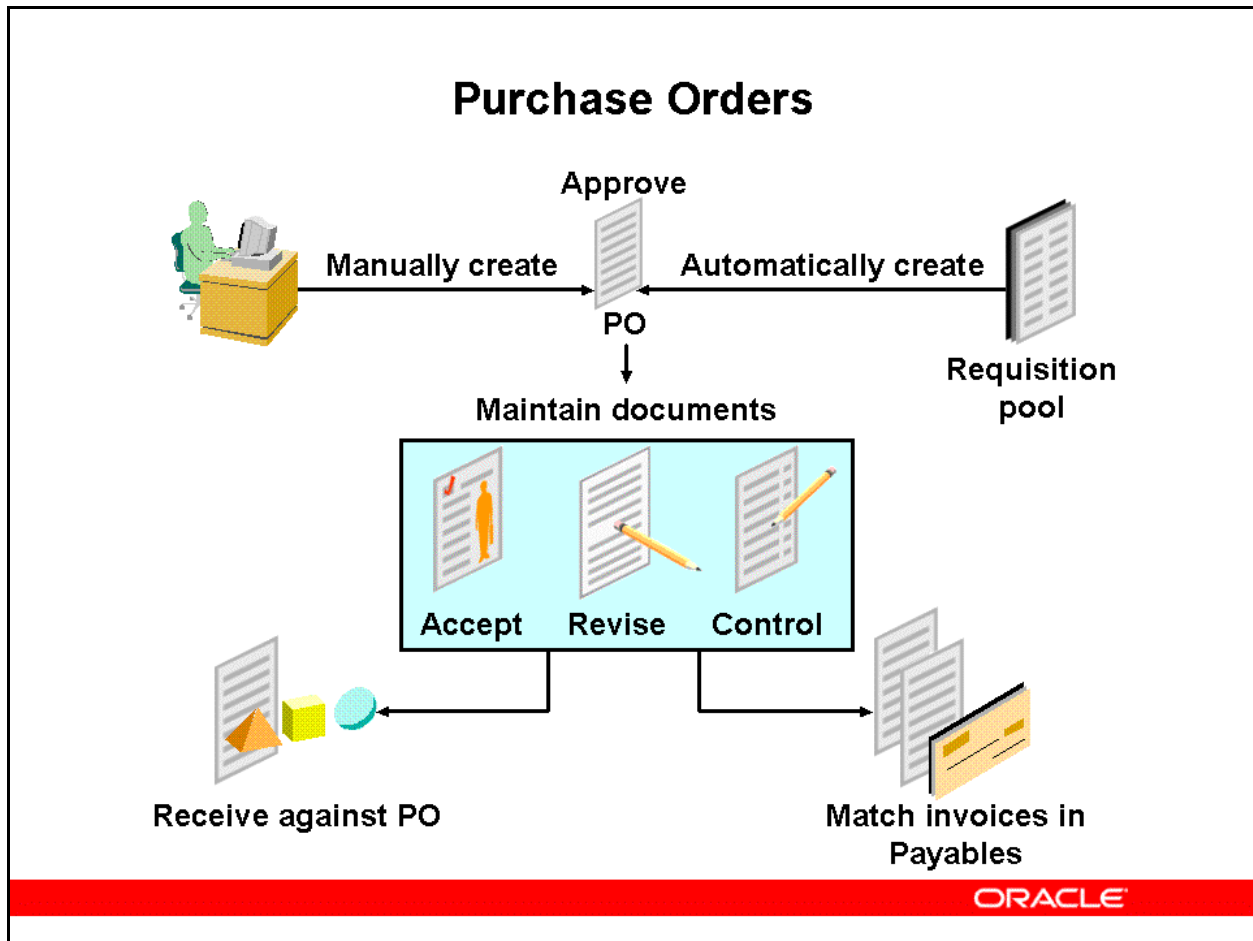 Purchase Orders
Approve
Manually create
Automatically create
PO
Requisition
pool
Maintain documents
Accept
Revise
Control
Receive against PO
Match invoices in
Payables
ORACLE